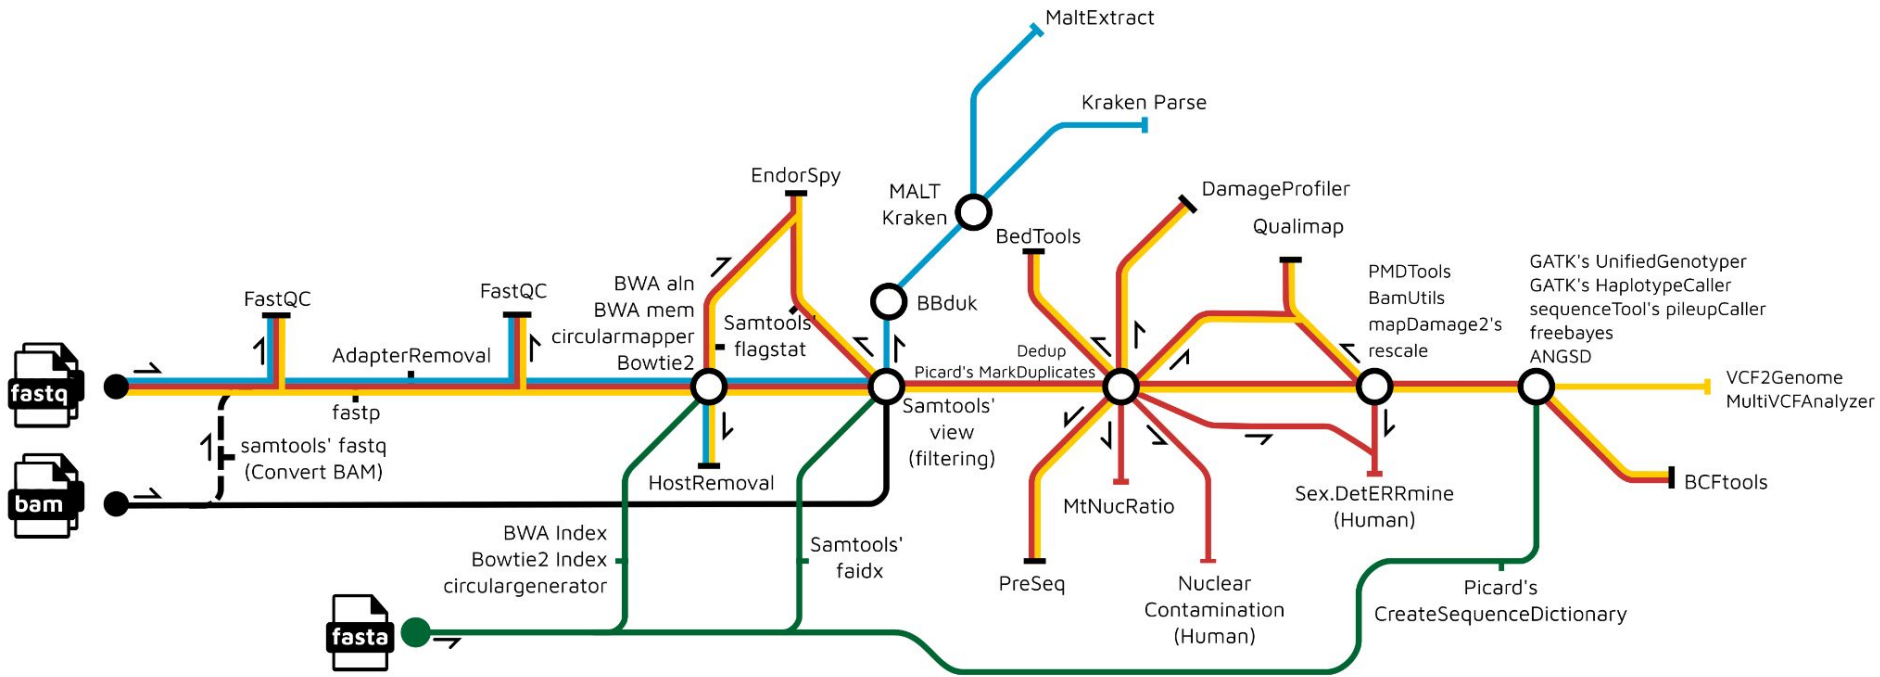 MaltExtract
Kraken Parse
EndorSpy
MALT
Kraken
DamageProfiler
BedTools
Qualimap
FastQC
FastQC
BWA aln
BWA mem
circularmapper
Bowtie2
Samtools'
flagstat
BBduk
PMDTools
BamUtils
mapDamage2's
rescale
GATK's UnifiedGenotyper
GATK's HaplotypeCaller
sequenceTool's pileupCaller
freebayes
ANGSD
AdapterRemoval
Dedup
Picard's MarkDuplicates
fastq
fastp
VCF2Genome
MultiVCFAnalyzer
samtools' fastq
(Convert BAM)
Samtools'
view
(filtering)
HostRemoval
bam
MtNucRatio
Sex.DetERRmine
(Human)
BCFtools
BWA Index
Bowtie2 Index
circulargenerator
Samtools'
faidx
PreSeq
Nuclear
Contamination
(Human)
Picard's
CreateSequenceDictionary
fasta